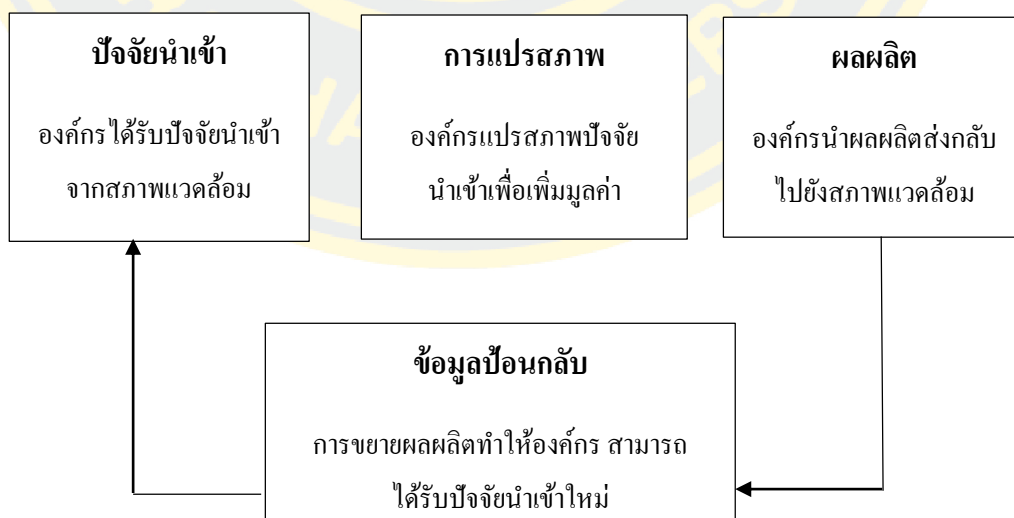 ปัจจัยนำเข้า
องค์กรได้รับปัจจัยนำเข้า
จากสภาพแวดล้อม
การแปรสภาพ
องค์กรแปรสภาพปัจจัย
นำเข้าเพื่อเพิ่มมูลค่า
ผลผลิต
องค์กรนำผลผลิตส่งกลับ
ไปยังสภาพแวดล้อม
ข้อมูลป้อนกลับ
การขยายผลผลิตทำให้องค์กร สามารถ
ได้รับปัจจัยนำเข้าใหม่